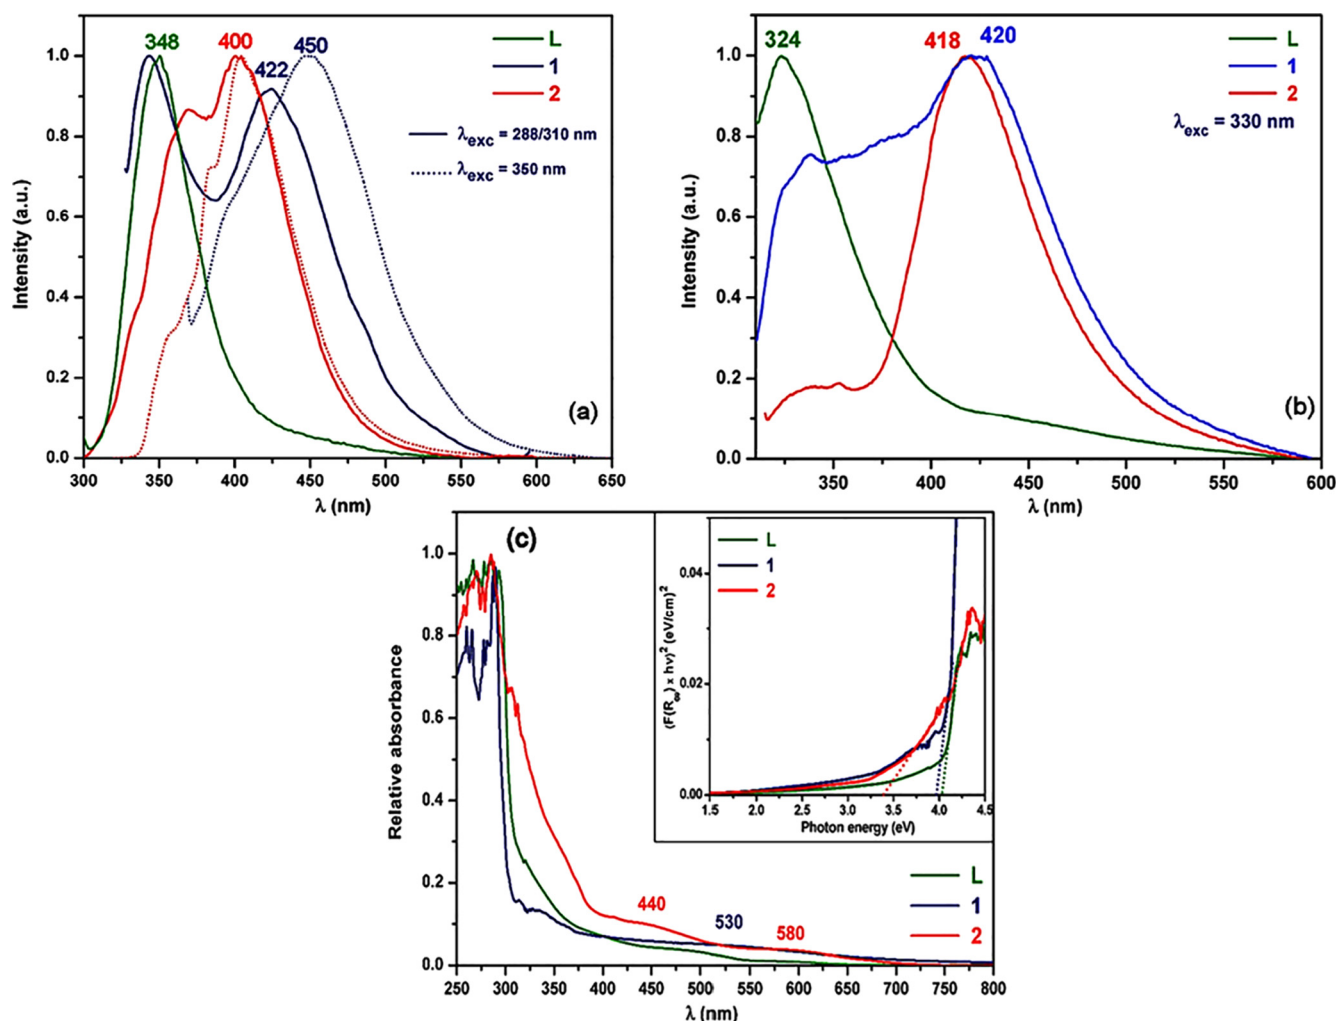 348
400
450
422
L
1
2
λexc = 288/310 nm
λexc = 350 nm
1.0
0.8
0.6
0.4
0.2
0.0
Intensity (a.u.)
(a)
300 350 400 450 500 550 600 650
λ (nm)
324
418
420
L
1
2
λexc = 330 nm
1.0
0.8
0.6
0.4
0.2
0.0
Intensity (a.u.)
(b)
350 400 450 500 550 600
λ (nm)
(c)
1.0
0.8
0.6
0.4
0.2
0.0
Relative absorbance
L
1
2
0.04
0.02
0.00
(F(R∞) x hν)² (eV/cm)²
1.5 2.0 2.5 3.0 3.5 4.0 4.5
Photon energy (eV)
440
530
580
L
1
2
250 300 350 400 450 500 550 600 650 700 750 800
λ (nm)